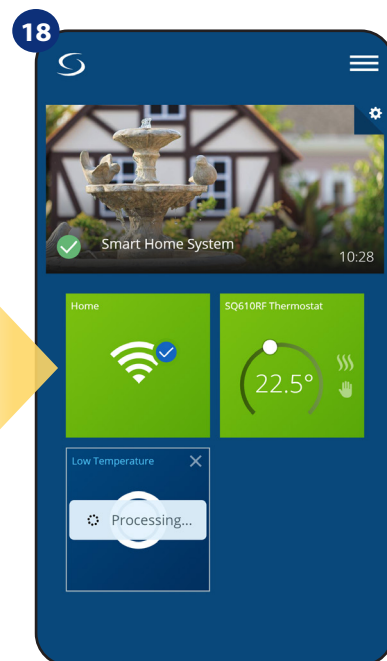 18
Smart Home System
10:28
Home
SQ610RF Thermostat
22.5°
Low Temperature
Processing...